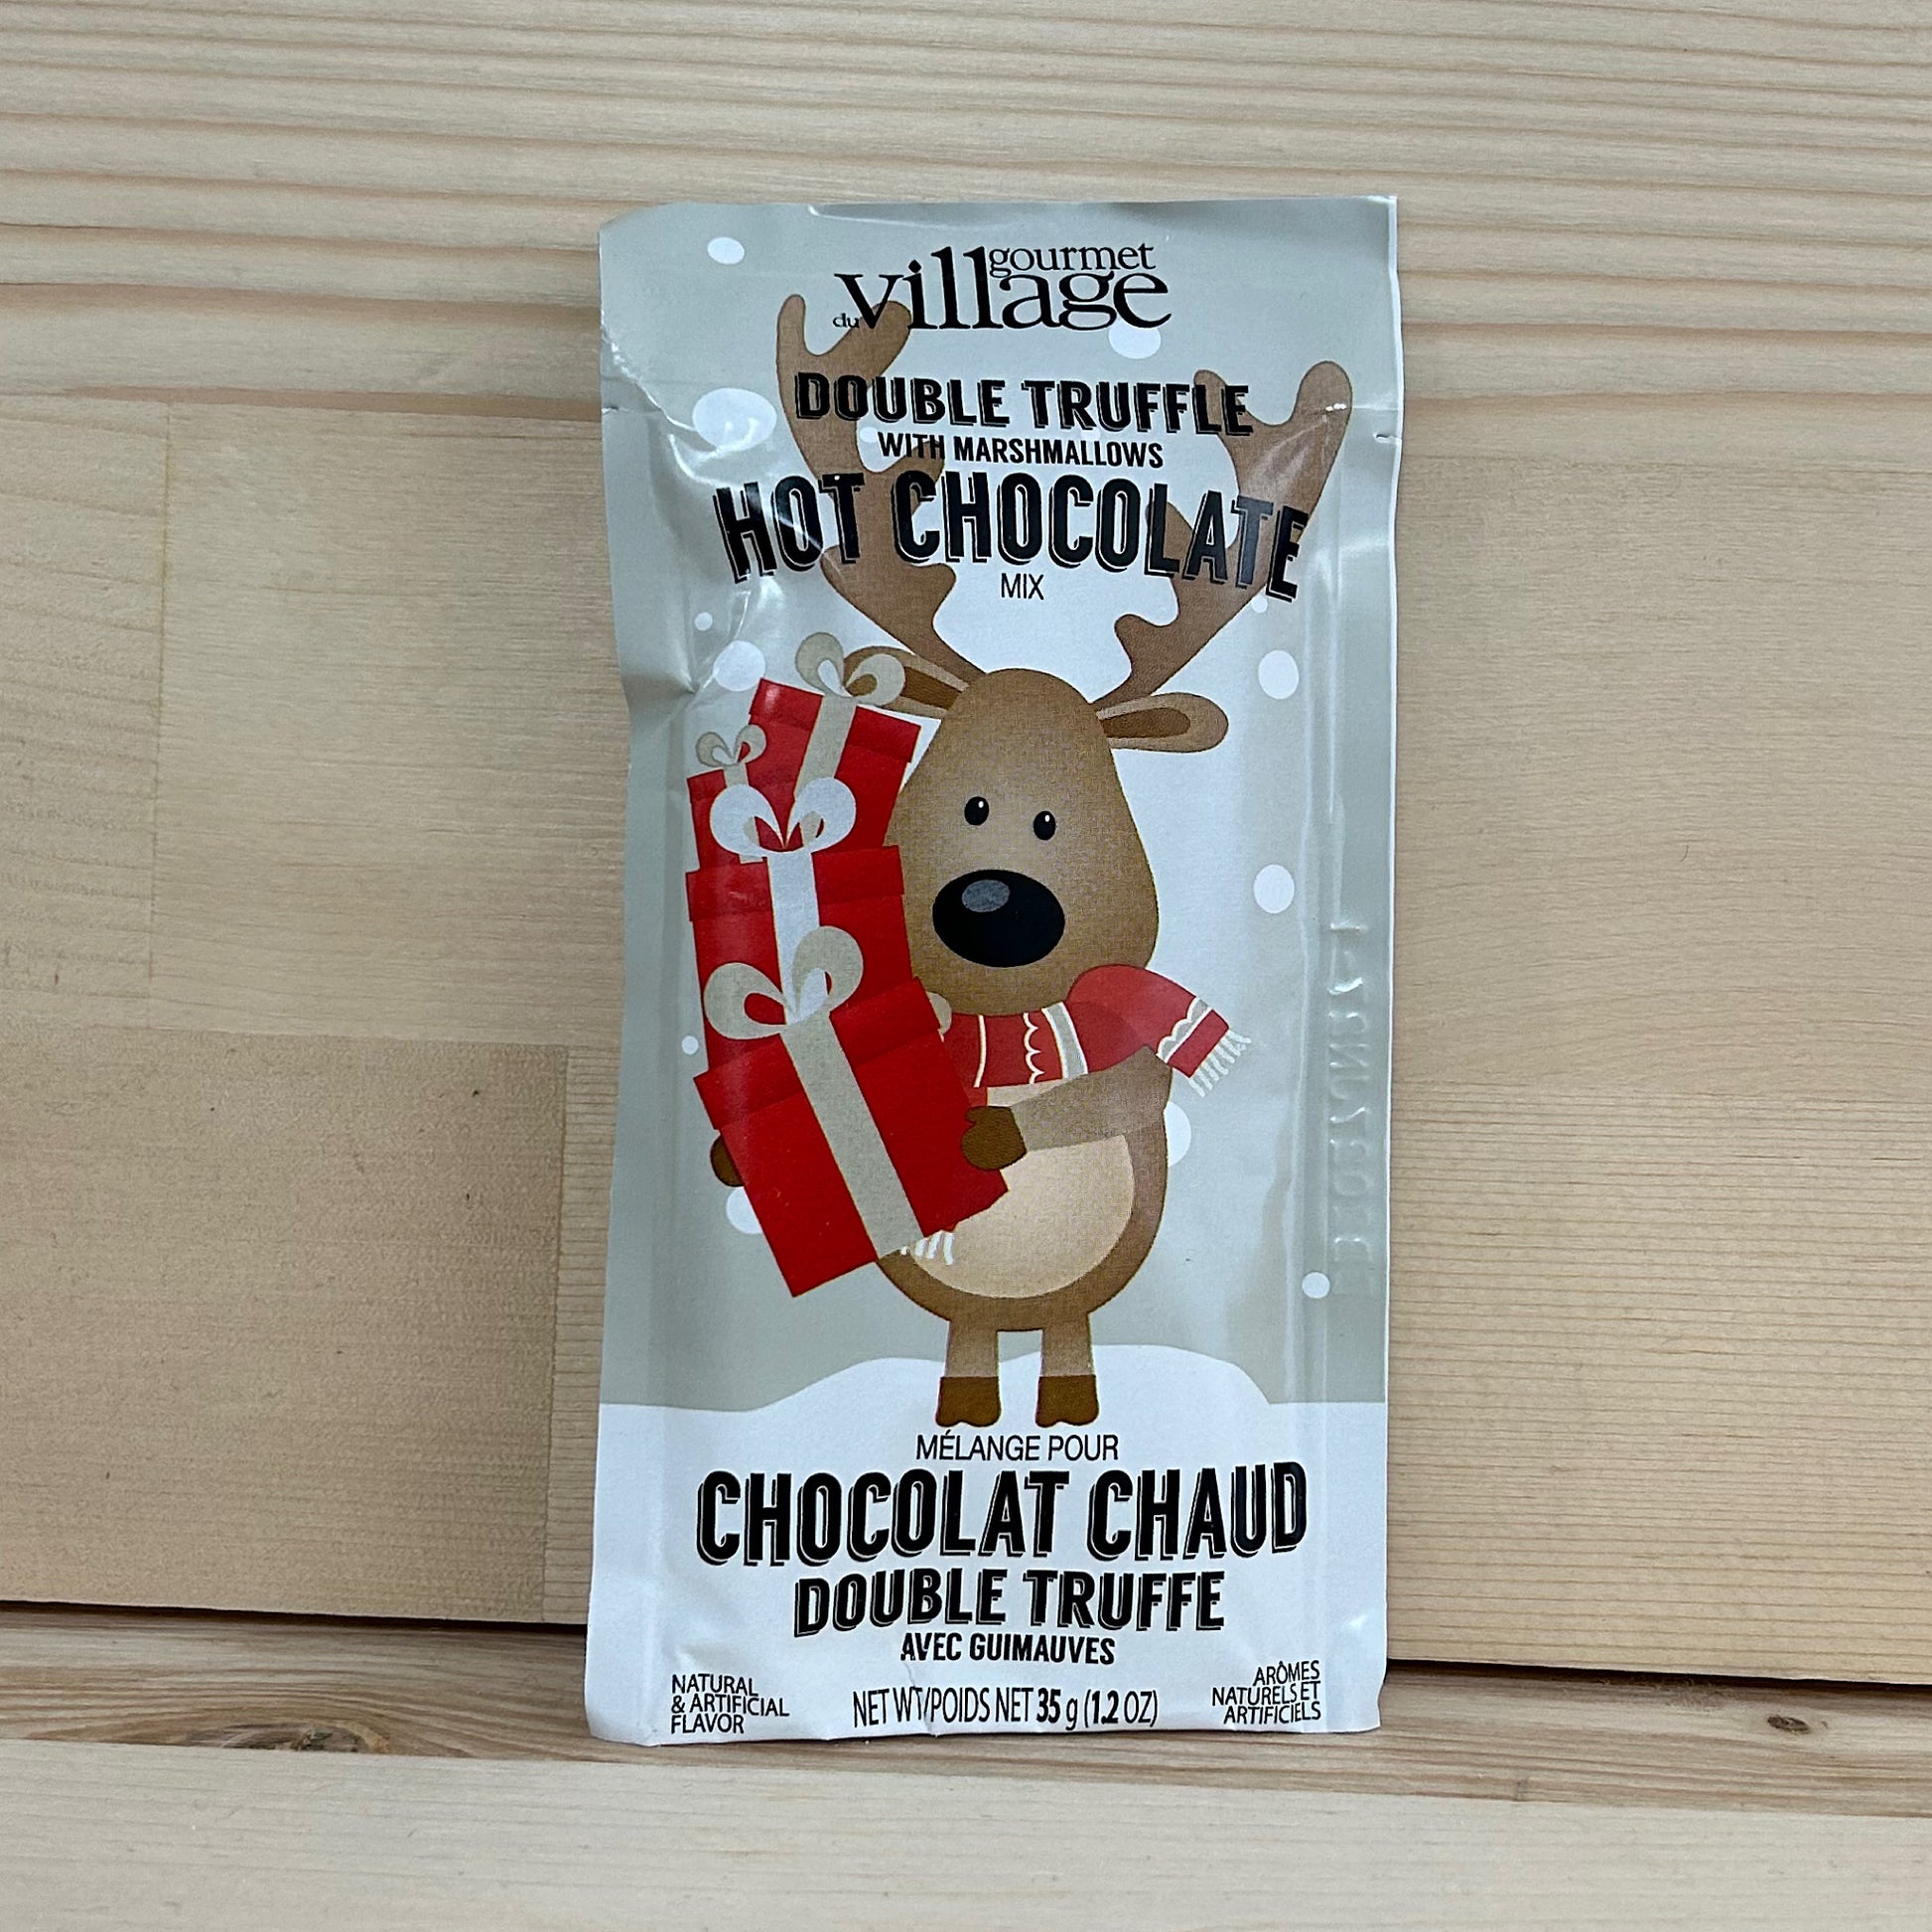 gourmet
du village
DOUBLE TRUFFLE
WITH MARSHMALLOWS
HOT CHOCOLATE
MIX
MÉLANGE POUR
CHOCOLAT CHAUD
DOUBLE TRUFFE
AVEC GUIMAUVES
NATURAL
& ARTIFICIAL
FLAVOR
NET WT/POIDS NET 35 g (1.2 OZ)
ARÔMES
NATURELS ET
ARTIFICIELS